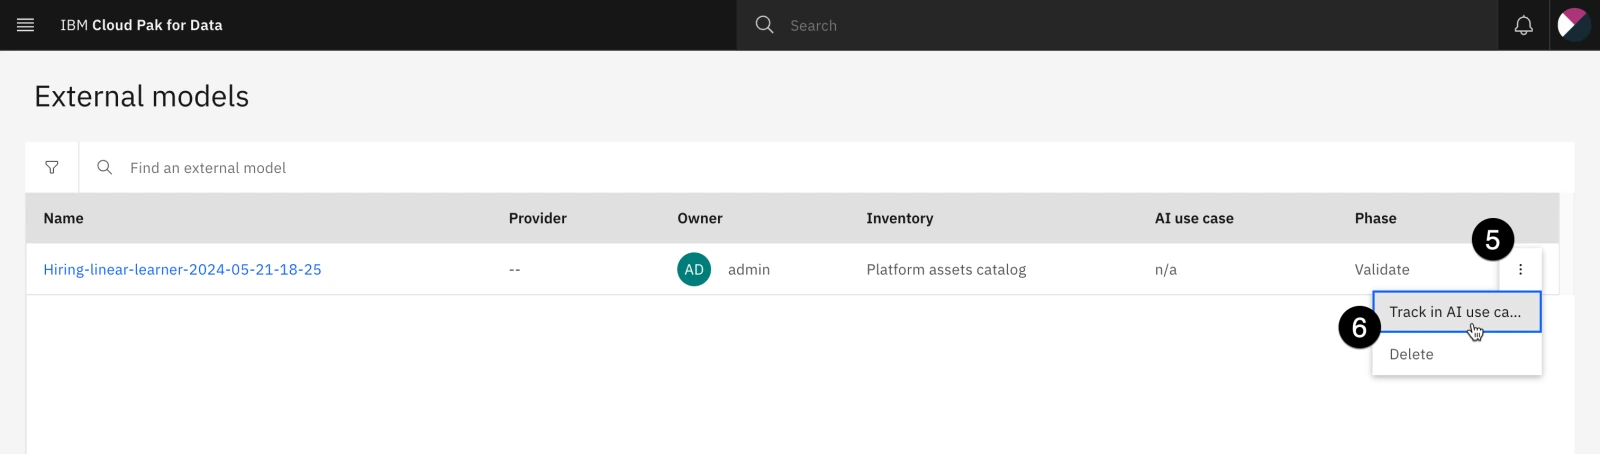 IBM Cloud Pak for Data
Search
External models
Find an external model
Name Provider Owner Inventory AI use case Phase
5
Hiring-linear-learner-2024-05-21-18-25 -- AD admin Platform assets catalog n/a Validate
6 Track in AI use ca...
Delete